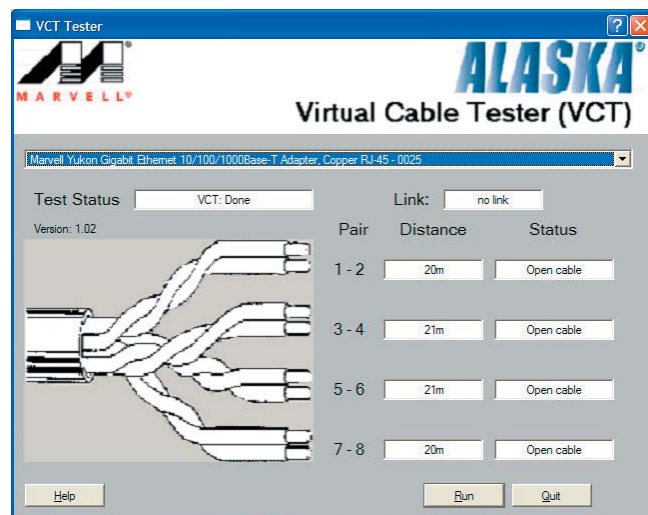 VCT Tester
MARVELL®
ALASKA®
Virtual Cable Tester (VCT)
Marvell Yukon Gigabit Ethernet 10/100/1000Base-T Adapter, Copper RJ-45 - 0025
Test Status VCT: Done Link: no link
Version: 1.02 Pair Distance Status
1 - 2 20m Open cable
3 - 4 21m Open cable
5 - 6 21m Open cable
7 - 8 20m Open cable
Help Run Quit